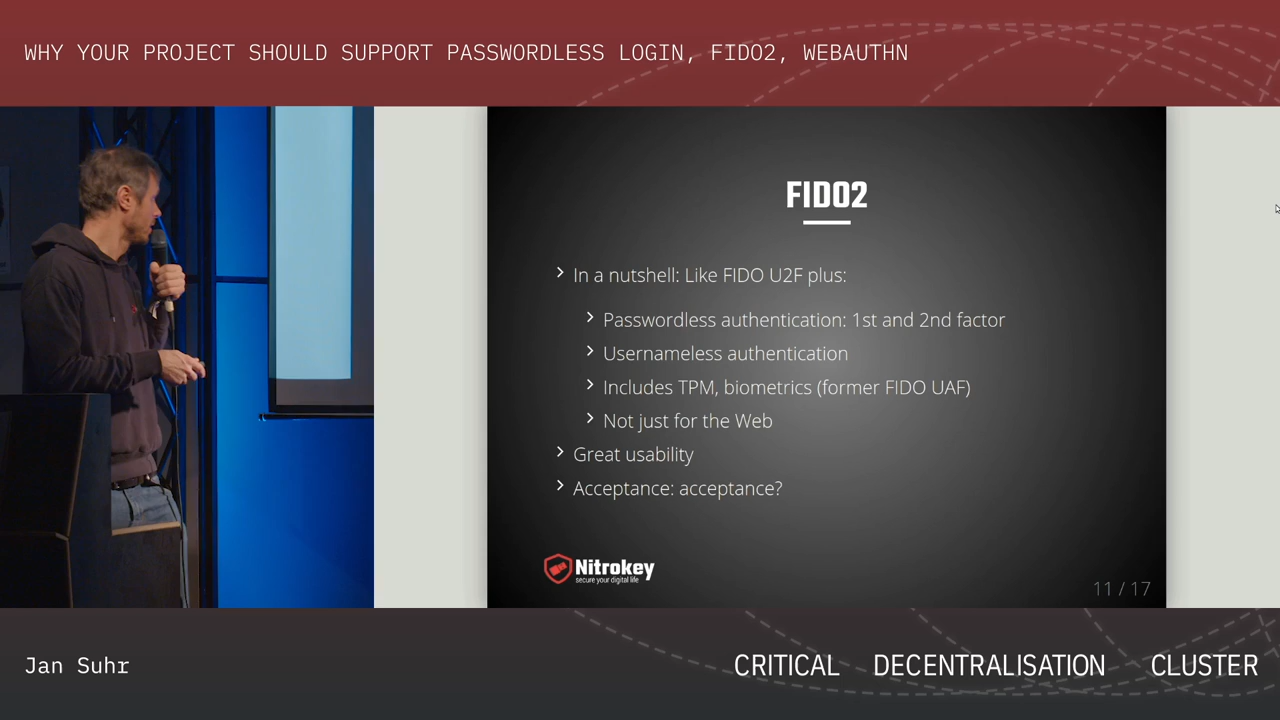 WHY YOUR PROJECT SHOULD SUPPORT PASSWORDLESS LOGIN, FIDO2, WEBAUTHN
FIDO2
In a nutshell: Like FIDO U2F plus:
Passwordless authentication: 1st and 2nd factor
Usernameless authentication
Includes TPM, biometrics (former FIDO UAF)
Not just for the Web
Great usability
Acceptance: acceptance?
Nitrokey
secure your digital life
11 / 17
Jan Suhr
CRITICAL DECENTRALISATION CLUSTER